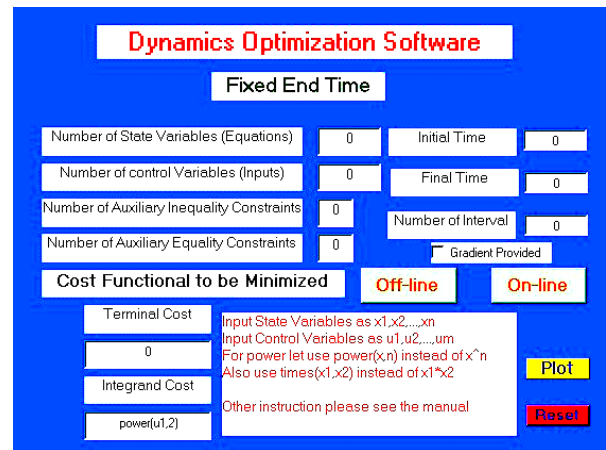 Dynamics Optimization Software
Fixed End Time
Number of State Variables (Equations) 0 Initial Time 0
Number of control Variables (Inputs) 0 Final Time 0
Number of Auxiliary Inequality Constraints 0
Number of Interval 0
Number of Auxiliary Equality Constraints 0
Gradient Provided
Cost Functional to be Minimized Off-line On-line
Terminal Cost
0
Integrand Cost
power(u1,2)
Input State Variables as x1,x2,...,xn
Input Control Variables as u1,u2,...,um
For power let use power(x,n) instead of x^n
Also use times(x1,x2) instead of x1*x2
Other instruction please see the manual
Plot
Reset